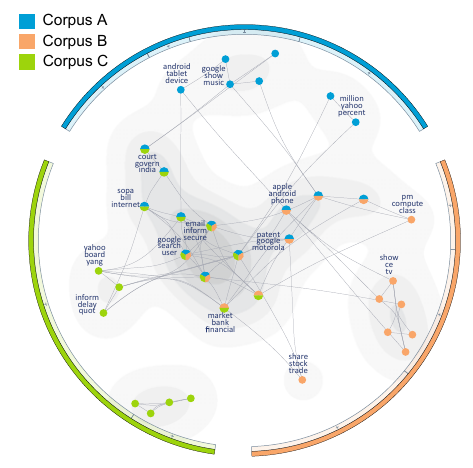 Corpus A
Corpus B
Corpus C
android
tablet
device
google
show
music
million
yahoo
percent
court
govern
india
sopa
bill
internet
apple
android
phone
pm
compute
class
email
inform
secure
google
search
user
patent
google
motorola
yahoo
board
yang
show
ce
tv
inform
delay
quot
market
bank
financial
share
stock
trade